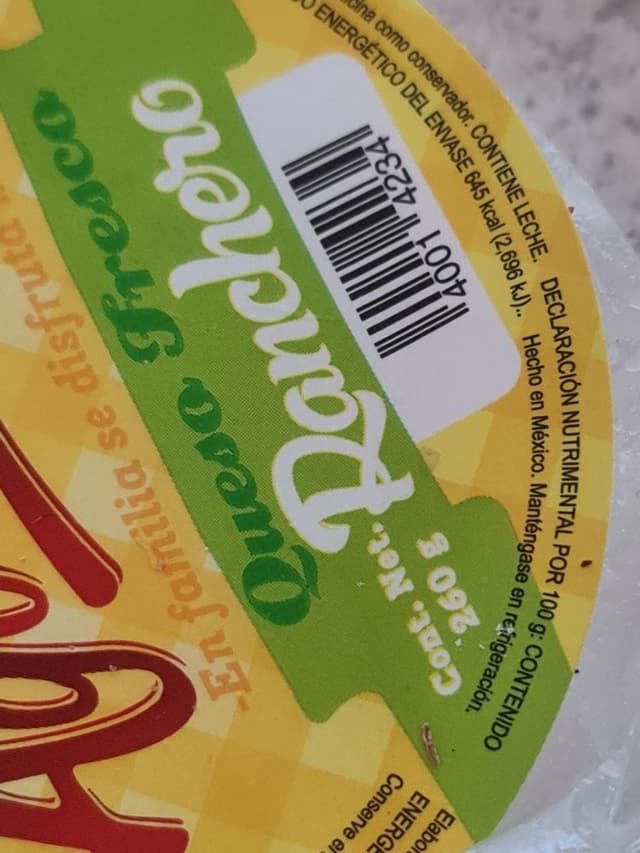 En familia se disfruta
Queso Fresco
Ranchero
Cont. Net.
260 g
4001 4234
como conservador. CONTIENE LECHE. DECLARACIÓN NUTRIMENTAL POR 100 g: CONTENIDO
ENERGÉTICO DEL ENVASE 645 kcal (2,696 kJ).. Hecho en México. Manténgase en refrigeración.
Conserve